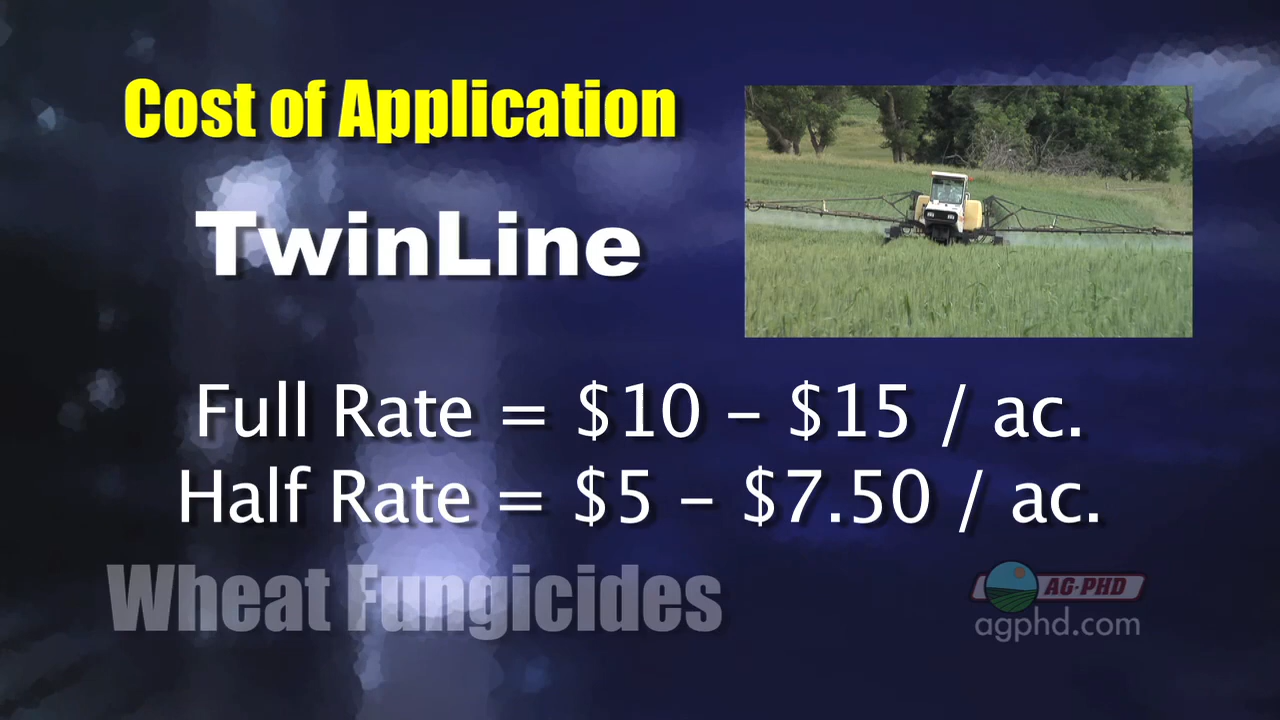 Cost of Application
TwinLine
Full Rate = $10 – $15 / ac.
Half Rate = $5 – $7.50 / ac.
Wheat Fungicides
AG·PHD
agphd.com